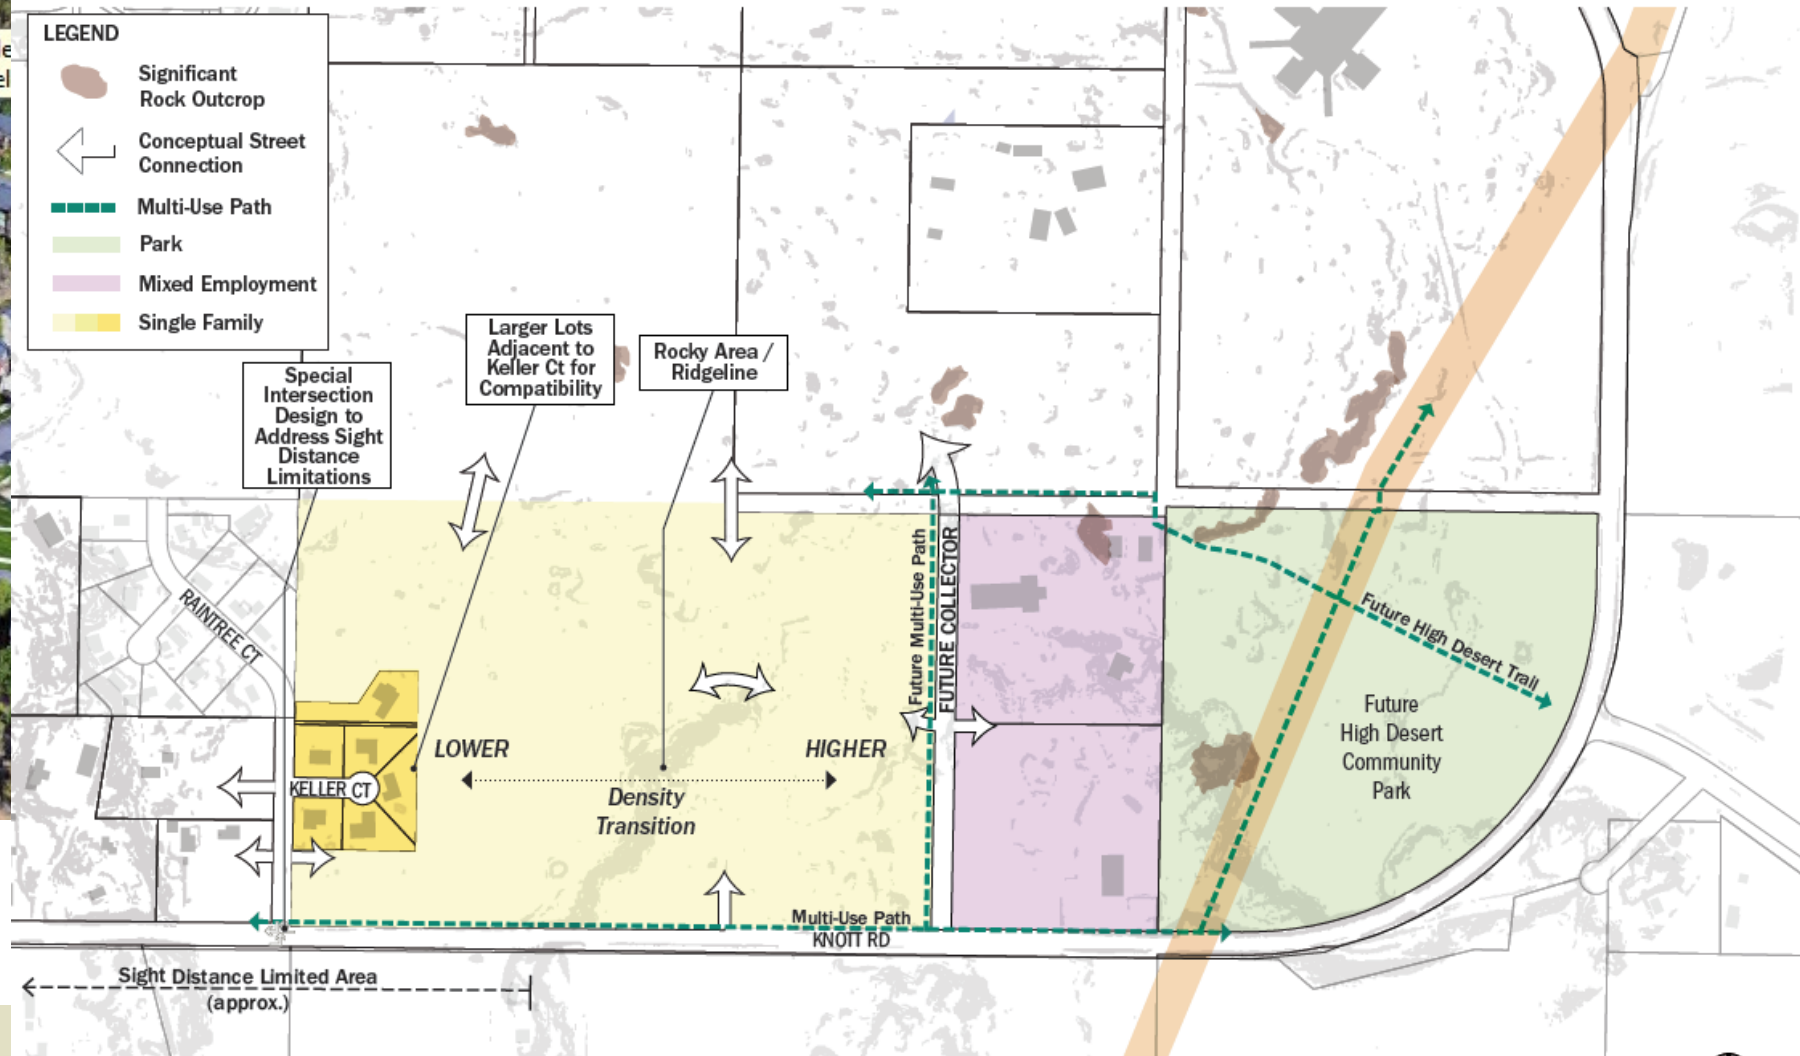 LEGEND
Significant
Rock Outcrop
Conceptual Street
Connection
Multi-Use Path
Park
Mixed Employment
Single Family
Special
Intersection
Design to
Address Sight
Distance
Limitations
Larger Lots
Adjacent to
Keller Ct for
Compatibility
Rocky Area /
Ridgeline
RAINTREE CT
KELLER CT
LOWER
HIGHER
Density
Transition
Future Multi-Use Path
FUTURE COLLECTOR
Future High Desert Trail
Future
High Desert
Community
Park
Multi-Use Path
KNOTT RD
Sight Distance Limited Area
(approx.)